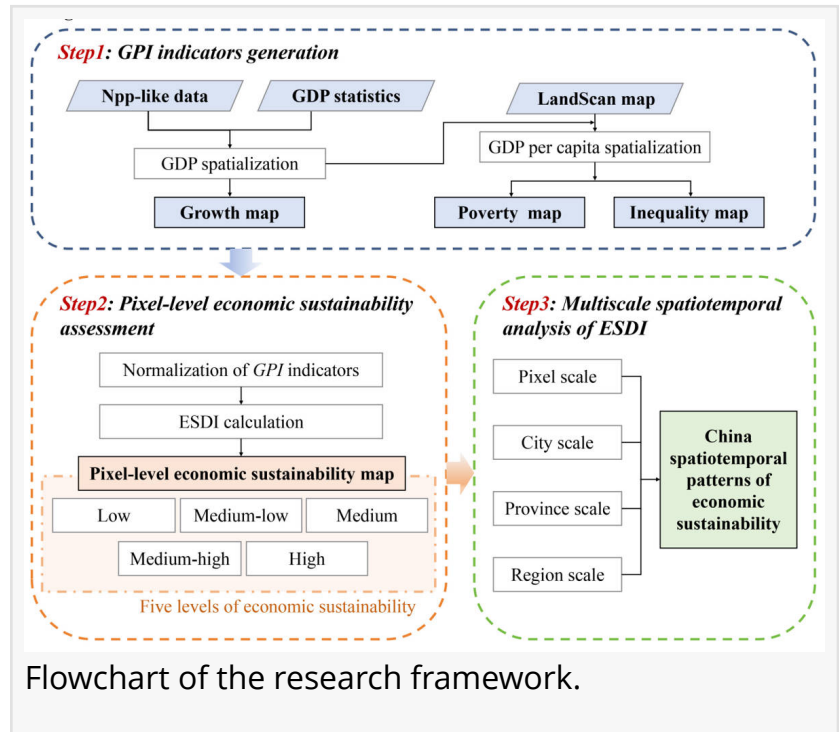 Step1: GPI indicators generation
Npp-like data
GDP statistics
LandScan map
GDP spatialization
GDP per capita spatialization
Growth map
Poverty map
Inequality map
Step2: Pixel-level economic sustainability
assessment
Normalization of GPI indicators
ESDI calculation
Pixel-level economic sustainability map
Low
Medium-low
Medium
Medium-high
High
Five levels of economic sustainability
Step3: Multiscale spatiotemporal
analysis of ESDI
Pixel scale
City scale
Province scale
Region scale
China
spatiotemporal
patterns of
economic
sustainability
Flowchart of the research framework.